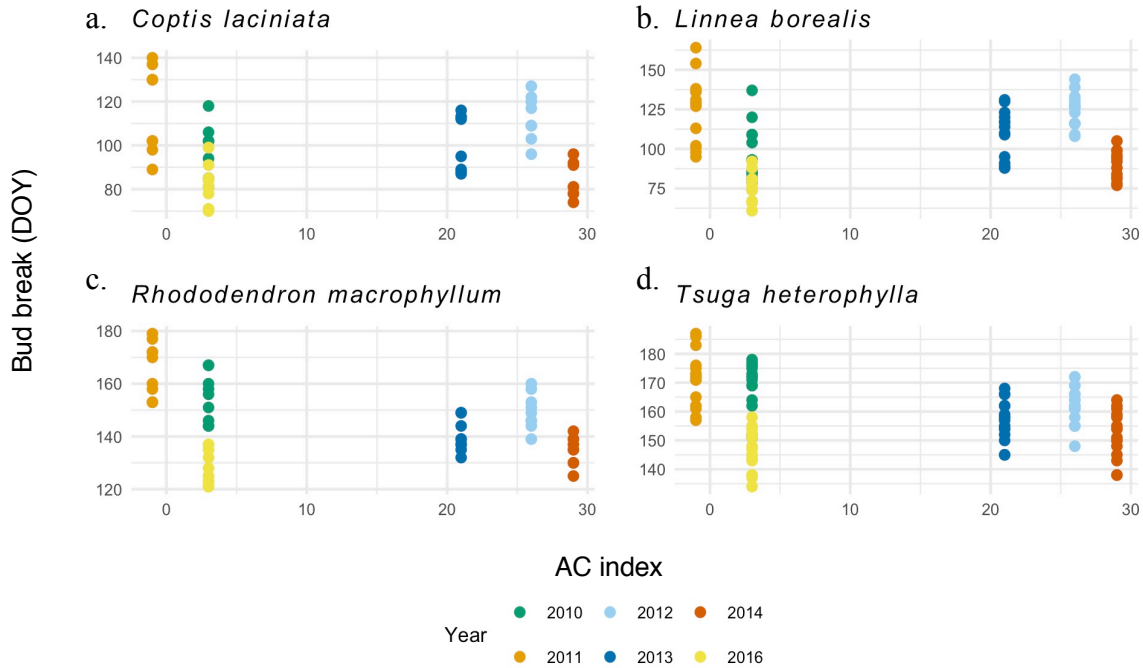 a. Coptis laciniata
140
120
100
80
0 10 20 30
b. Linnea borealis
150
125
100
75
0 10 20 30
Bud break (DOY)
c. Rhododendron macrophyllum
180
160
140
120
0 10 20 30
d. Tsuga heterophylla
180
170
160
150
140
0 10 20 30
AC index
Year
2010 2012 2014
2011 2013 2016